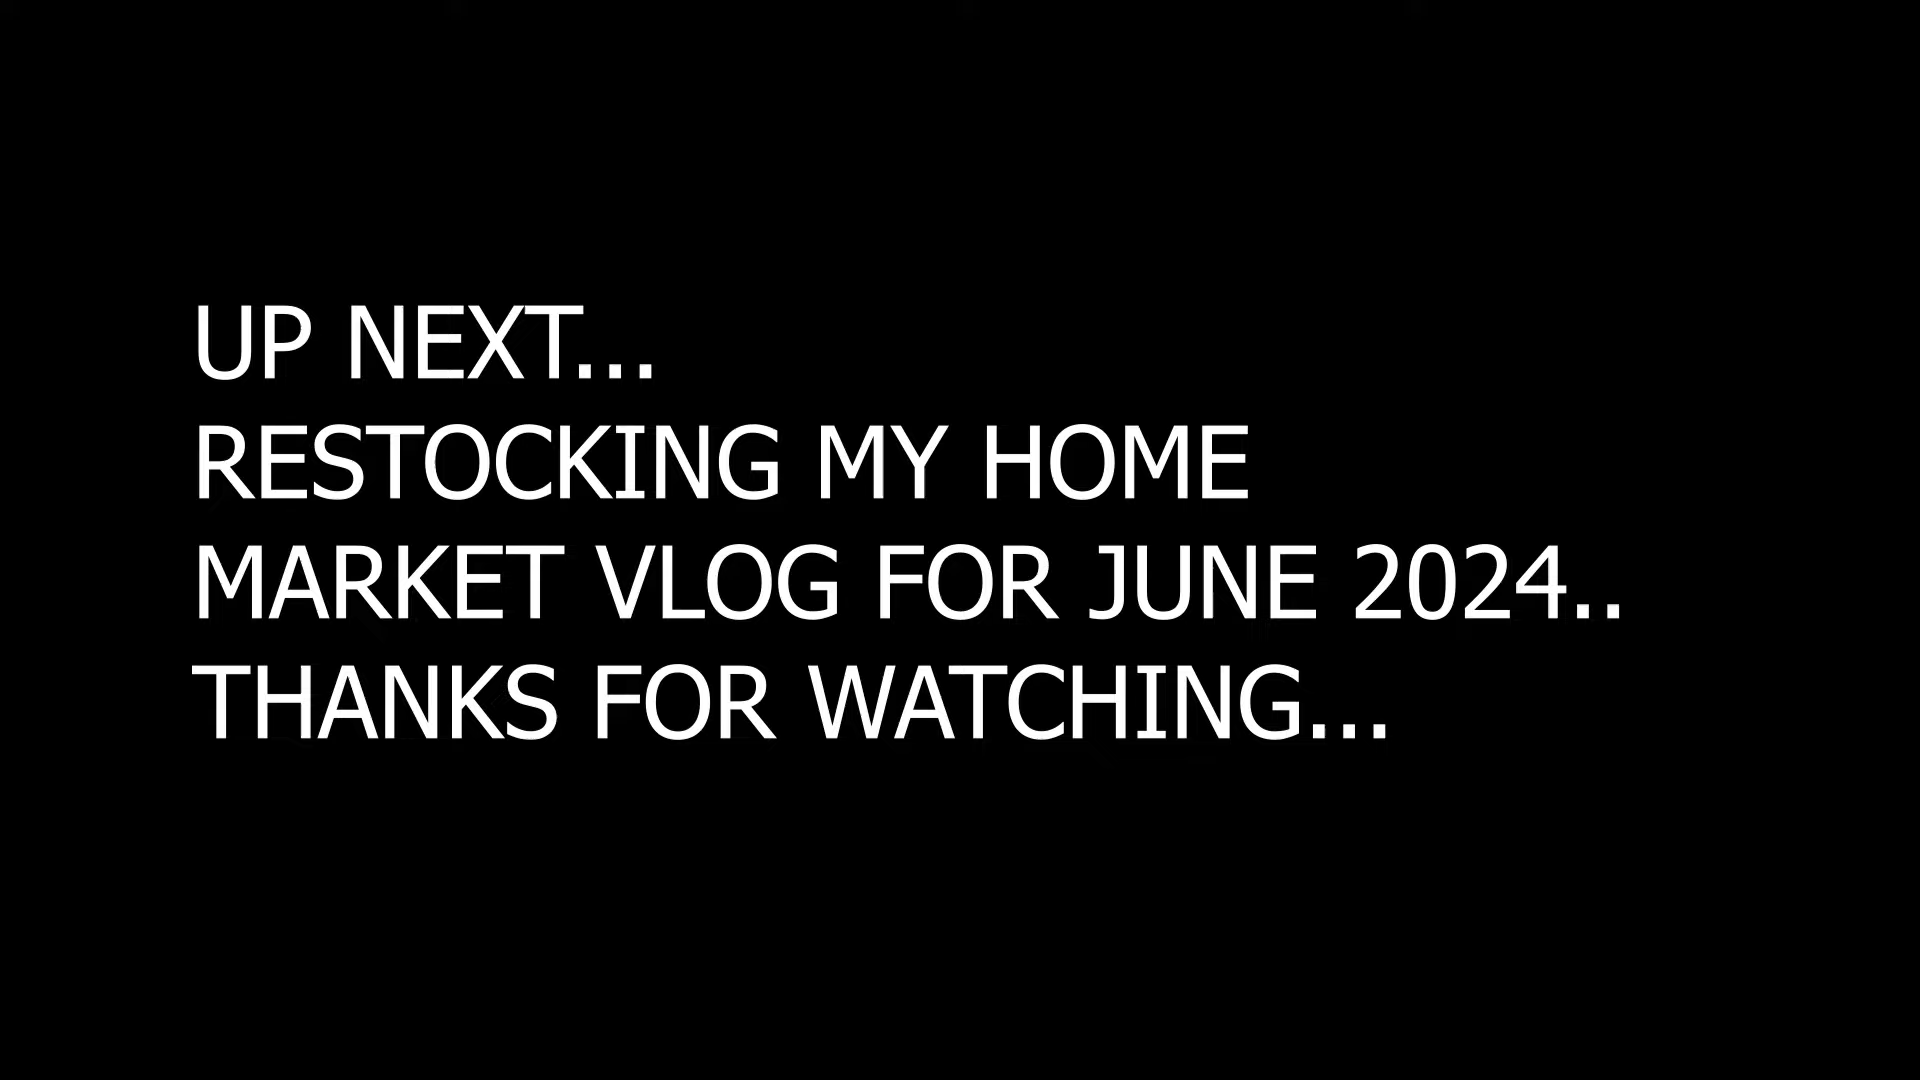 UP NEXT...
RESTOCKING MY HOME
MARKET VLOG FOR JUNE 2024..
THANKS FOR WATCHING...